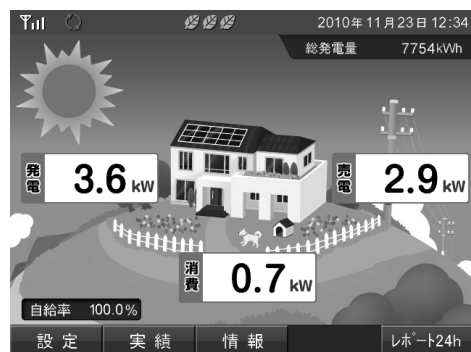 2010年11月23日 12:34
総発電量 7754kWh
発電 3.6 kW
売電 2.9 kW
消費 0.7 kW
自給率 100.0%
設定 実績 情報 レポート24h